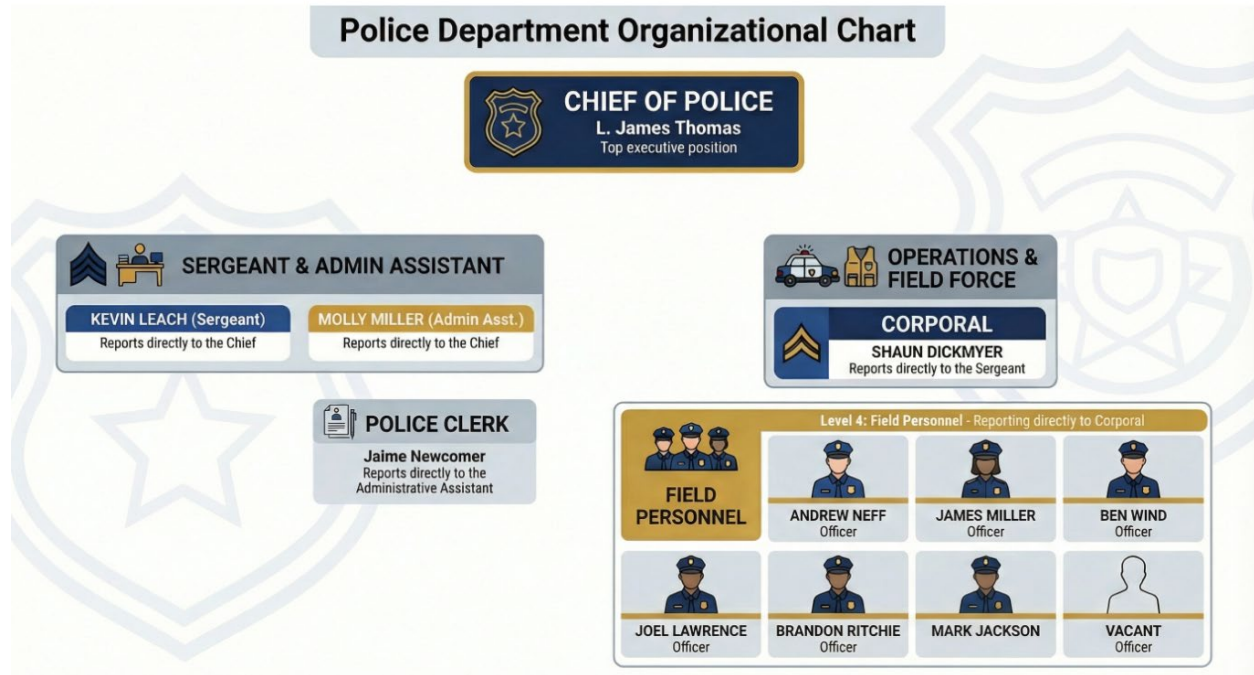 Police Department Organizational Chart
CHIEF OF POLICE
L. James Thomas
Top executive position
SERGEANT & ADMIN ASSISTANT
KEVIN LEACH (Sergeant)
Reports directly to the Chief
MOLLY MILLER (Admin Asst.)
Reports directly to the Chief
POLICE CLERK
Jaime Newcomer
Reports directly to the
Administrative Assistant
OPERATIONS &
FIELD FORCE
CORPORAL
SHAUN DICKMYER
Reports directly to the Sergeant
Level 4: Field Personnel - Reporting directly to Corporal
FIELD
PERSONNEL
ANDREW NEFF
Officer
JAMES MILLER
Officer
BEN WIND
Officer
JOEL LAWRENCE
Officer
BRANDON RITCHIE
Officer
MARK JACKSON
VACANT
Officer